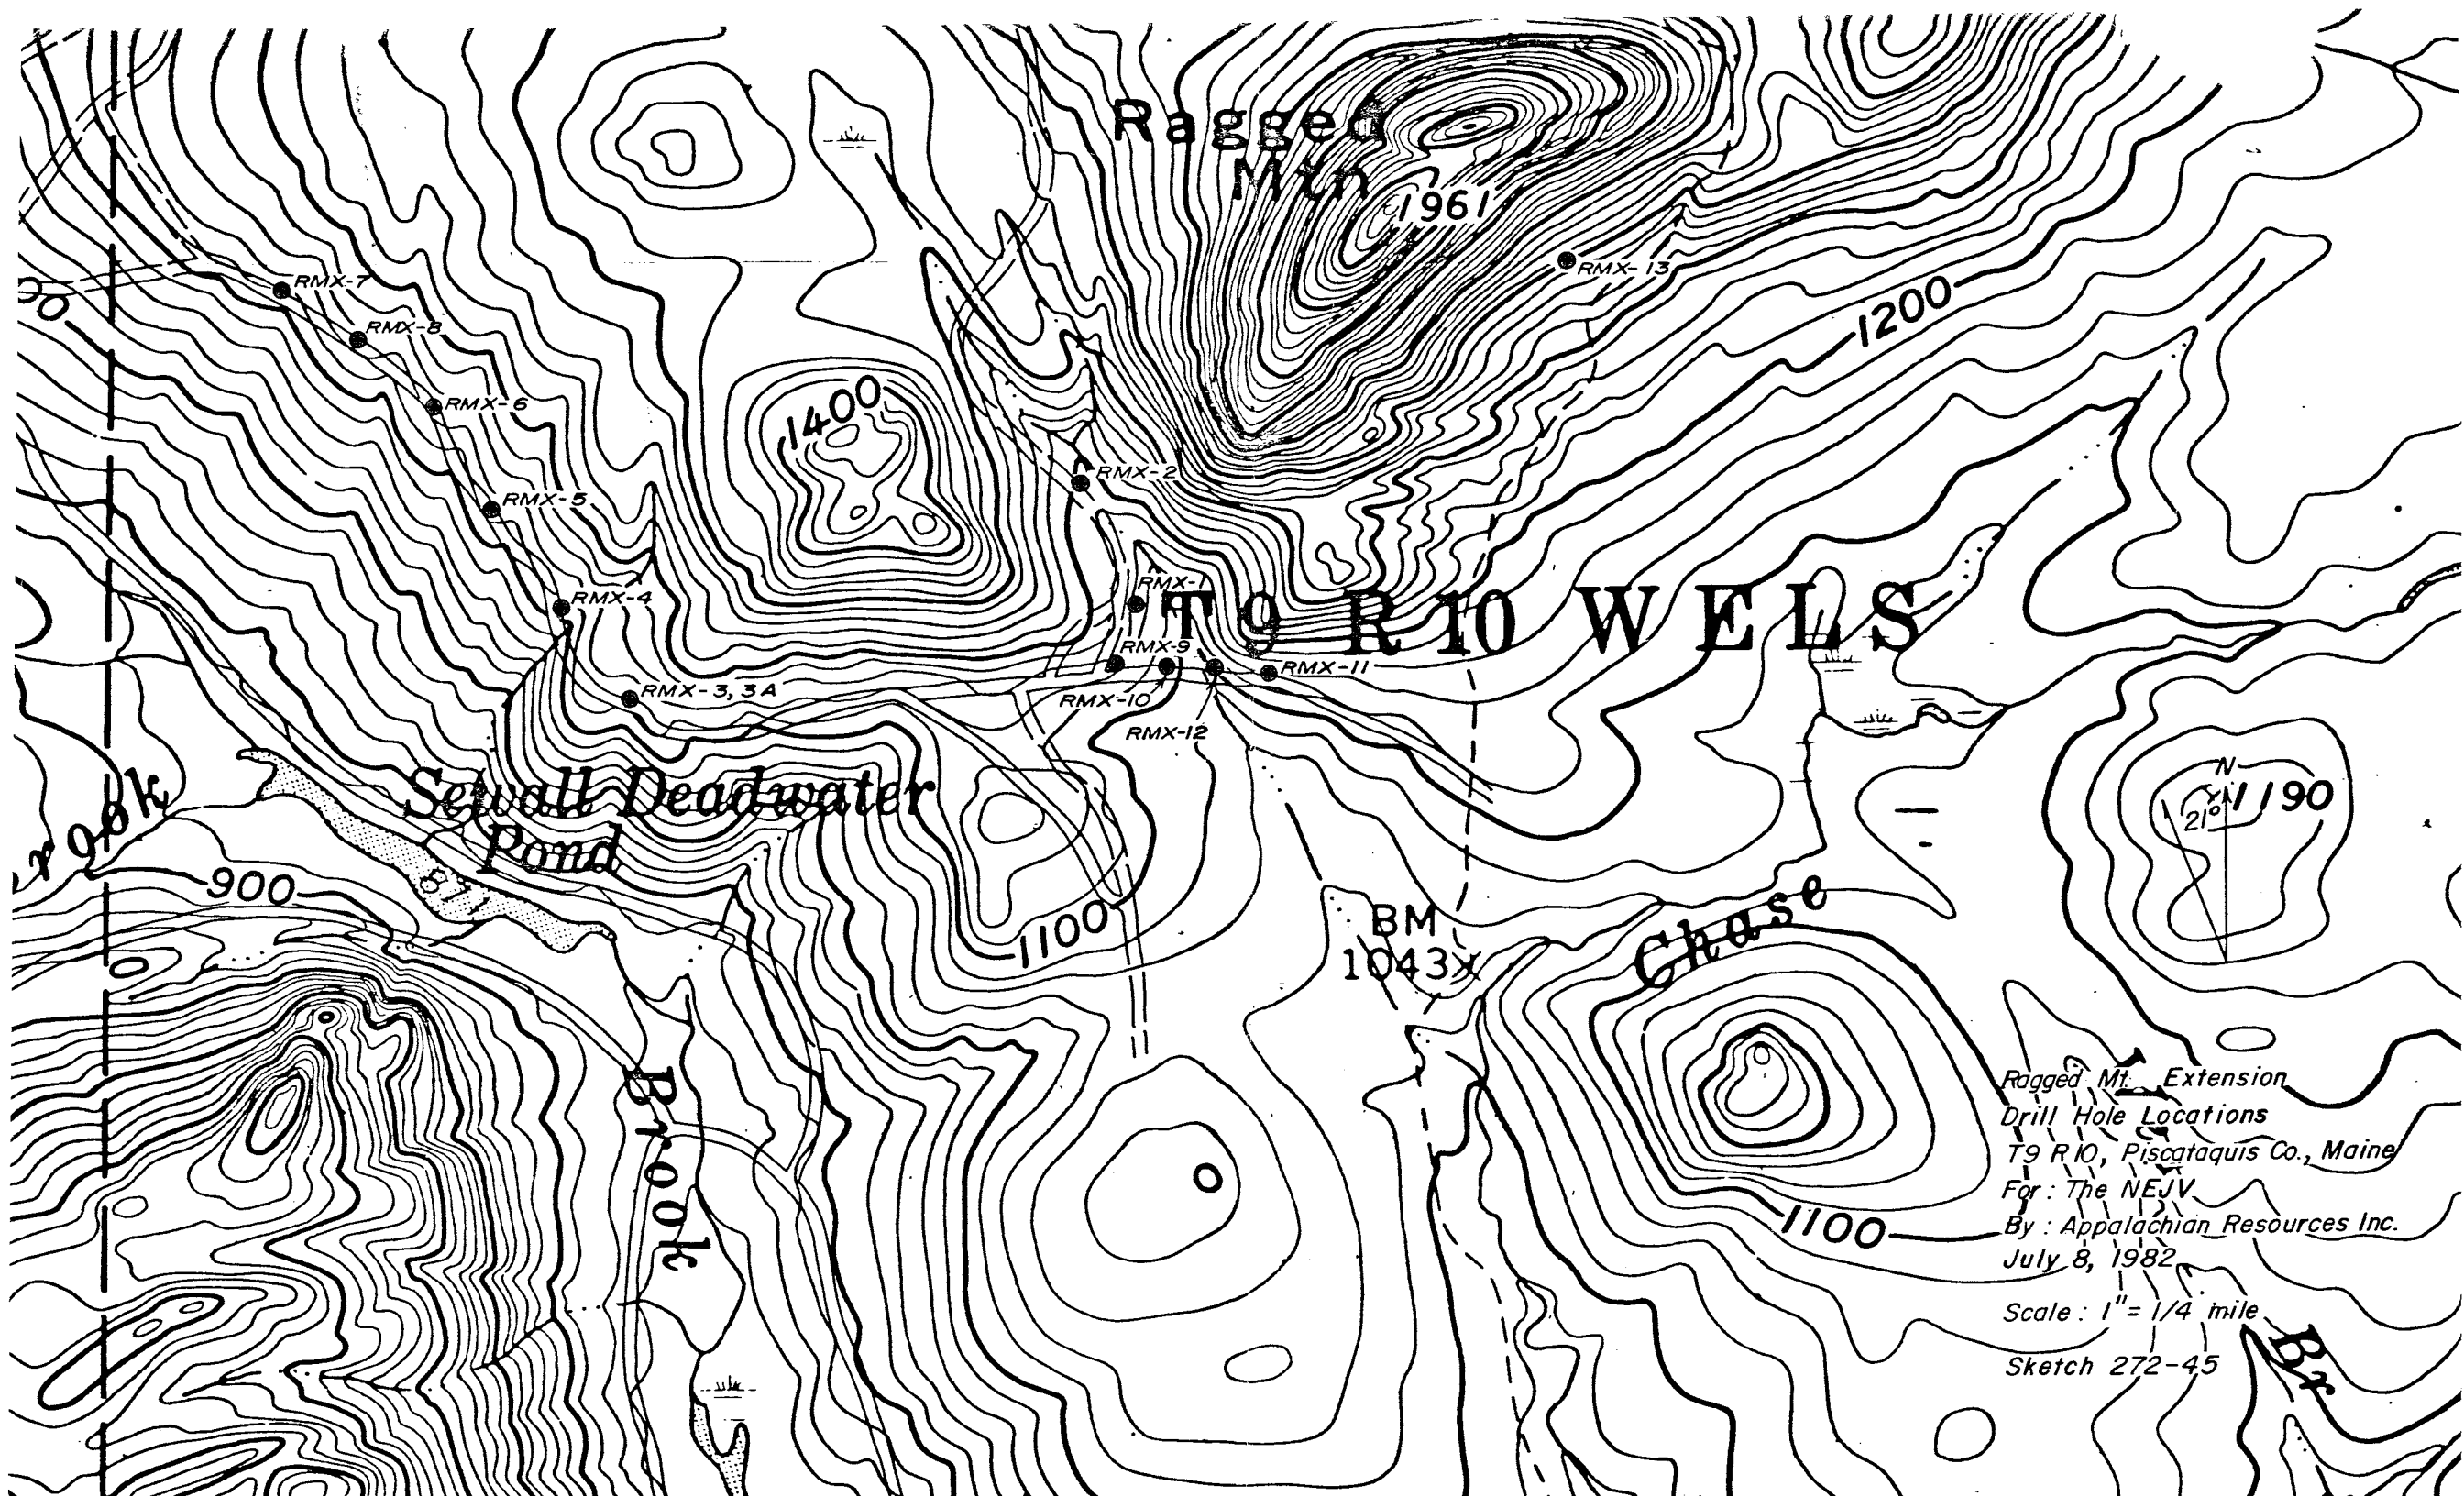 Ragged
Mtn
1961
RMX-13
RMX-7
RMX-8
1200
RMX-6
1400
RMX-2
RMX-5
RMX-1
RMX-4
T9 R10 WELS
RMX-9
RMX-11
RMX-3, 3A
RMX-10
RMX-12
Sewall Deadwater
Pond
N
21°
1190
900
1100
BM
1043x
Chase
Brook
1100
Ragged Mt. Extension
Drill Hole Locations
T9 R10, Piscataquis Co., Maine
For: The NEJV
By: Appalachian Resources Inc.
July 8, 1982
Scale: 1"= 1/4 mile
Sketch 272-45
Br